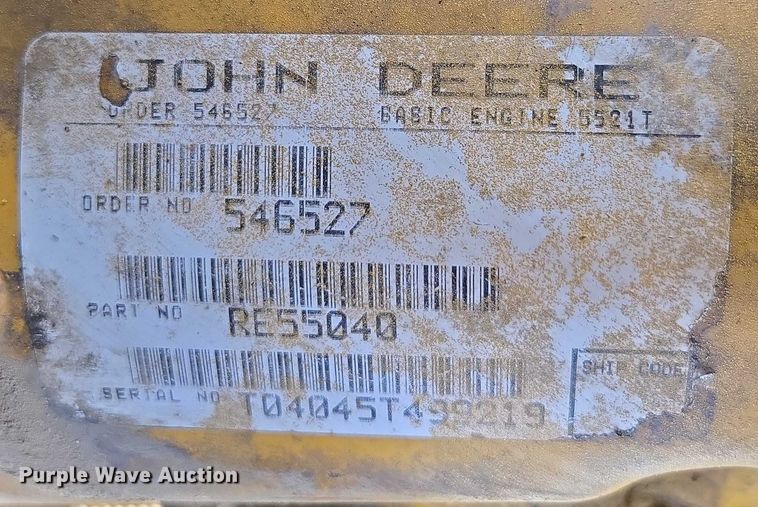 JOHN DEERE
ORDER 546527 BASIC ENGINE 5531T
ORDER NO 546527
PART NO RE55040
SHIP CODE
SERIAL NO T04045T499219
Purple Wave Auction